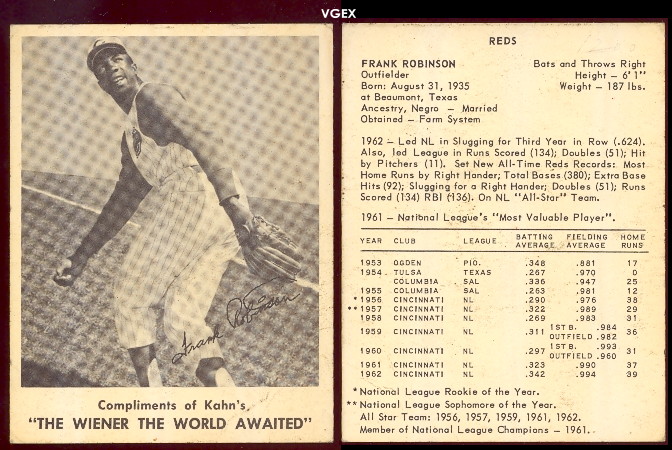 VGEX
Frank Robinson
Compliments of Kahn's
"THE WIENER THE WORLD AWAITED"
REDS
FRANK ROBINSON Bats and Throws Right
Outfielder Height — 6' 1"
Born: August 31, 1935 Weight — 187 lbs.
at Beaumont, Texas
Ancestry, Negro — Married
Obtained — Farm System
1962 — Led NL in Slugging for Third Year in Row (.624).
Also, led League in Runs Scored (134); Doubles (51); Hit
by Pitchers (11). Set New All-Time Reds Records: Most
Home Runs by Right Hander; Total Bases (380); Extra Base
Hits (92); Slugging for a Right Hander; Doubles (51); Runs
Scored (134) RBI (136). On NL "All-Star" Team.
1961 — National League's "Most Valuable Player".
YEAR CLUB LEAGUE BATTING AVERAGE FIELDING AVERAGE HOME RUNS
1953 OGDEN PIO. .348 .881 17
1954 TULSA TEXAS .267 .970 0
COLUMBIA SAL .336 .947 25
1955 COLUMBIA SAL .263 .981 12
*1956 CINCINNATI NL .290 .976 38
**1957 CINCINNATI NL .322 .989 29
1958 CINCINNATI NL .269 .983 31
1959 CINCINNATI NL .311 1ST B. .984 OUTFIELD .982 36
1960 CINCINNATI NL .297 1ST B. .993 OUTFIELD .960 31
1961 CINCINNATI NL .323 .990 37
1962 CINCINNATI NL .342 .994 39
*National League Rookie of the Year.
**National League Sophomore of the Year.
All Star Team: 1956, 1957, 1959, 1961, 1962.
Member of National League Champions — 1961.